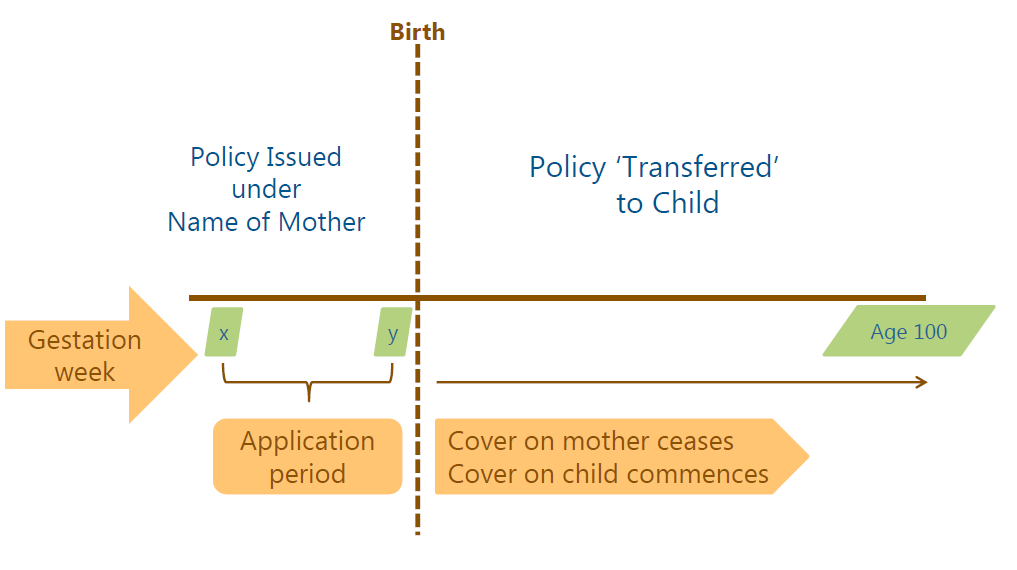 Birth
Policy Issued
under
Name of Mother
Policy ‘Transferred’
to Child
Gestation
week
x
y
Age 100
Application
period
Cover on mother ceases
Cover on child commences